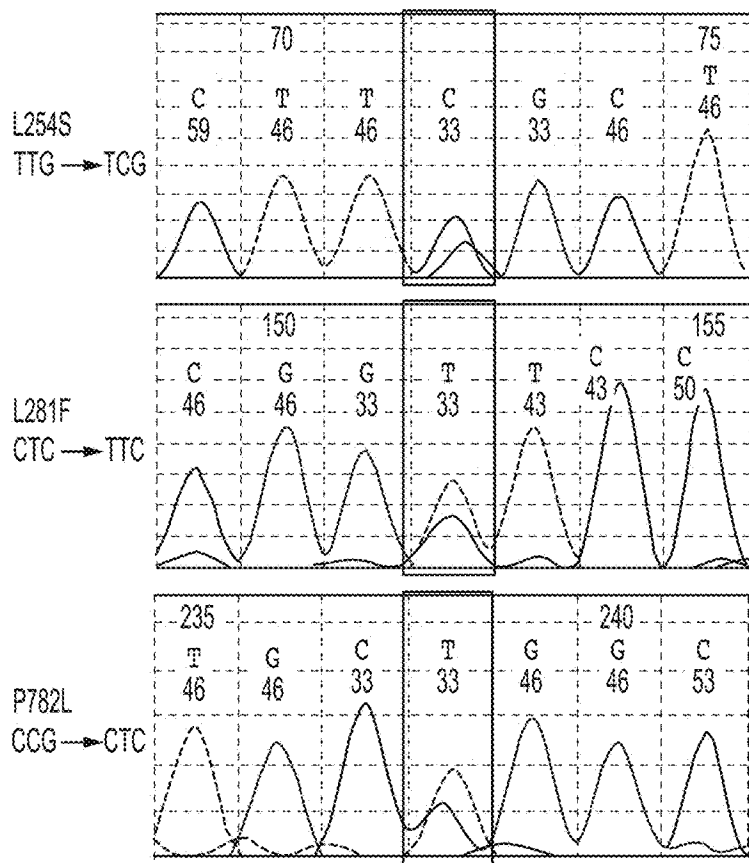 70 75
C T T C G C T
59 46 46 33 33 46 46
L254S
TTG → TCG
150 155
C G G T T C C
46 46 33 33 43 43 50
L281F
CTC → TTC
235 240
T G C T G G C
46 46 33 33 46 46 53
P782L
CCG → CTC